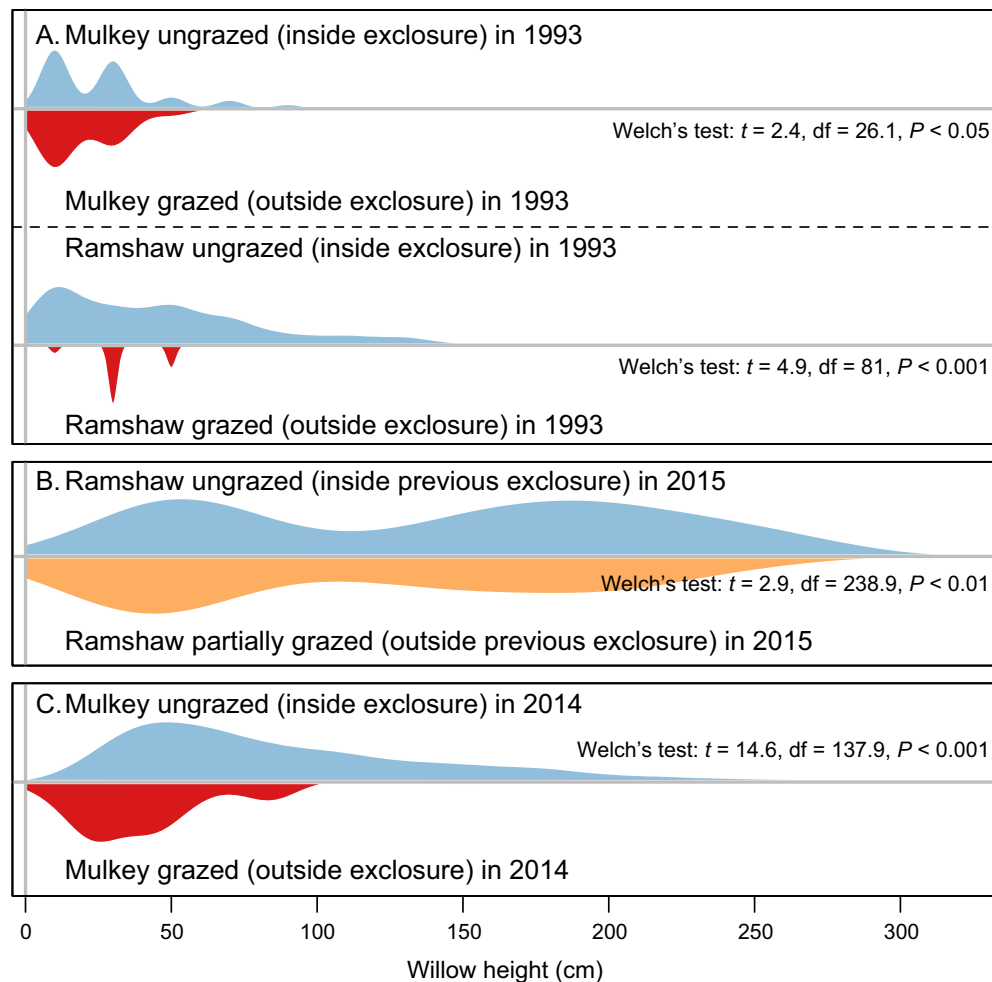 A. Mulkey ungrazed (inside exclosure) in 1993
Welch's test: t = 2.4, df = 26.1, P < 0.05
Mulkey grazed (outside exclosure) in 1993
Ramshaw ungrazed (inside exclosure) in 1993
Welch's test: t = 4.9, df = 81, P < 0.001
Ramshaw grazed (outside exclosure) in 1993
B. Ramshaw ungrazed (inside previous exclosure) in 2015
Welch's test: t = 2.9, df = 238.9, P < 0.01
Ramshaw partially grazed (outside previous exclosure) in 2015
C. Mulkey ungrazed (inside exclosure) in 2014
Welch's test: t = 14.6, df = 137.9, P < 0.001
Mulkey grazed (outside exclosure) in 2014
0 50 100 150 200 250 300
Willow height (cm)